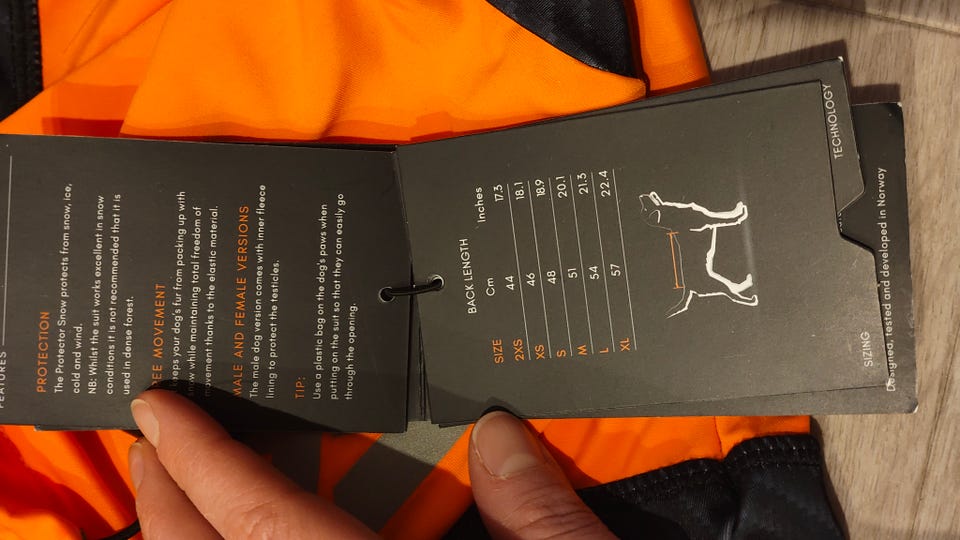 FEATURES
PROTECTION
The Protector Snow protects from snow, ice,
cold and wind.
NB: Whilst the suit works excellent in snow
conditions it is not recommended that it is
used in dense forest.
EE MOVEMENT
eeps your dog's fur from packing up with
now while maintaining total freedom of
ovement thanks to the elastic material.
MALE AND FEMALE VERSIONS
The male dog version comes with inner fleece
lining to protect the testicles.
TIP:
Use a plastic bag on the dog's paws when
putting on the suit so that they can easily go
through the opening.
BACK LENGTH
SIZE Cm Inches
2XS 44 17.3
XS 46 18.1
S 48 18.9
M 51 20.1
L 54 21.3
XL 57 22.4
SIZING
TECHNOLOGY
Designed, tested and developed in Norway